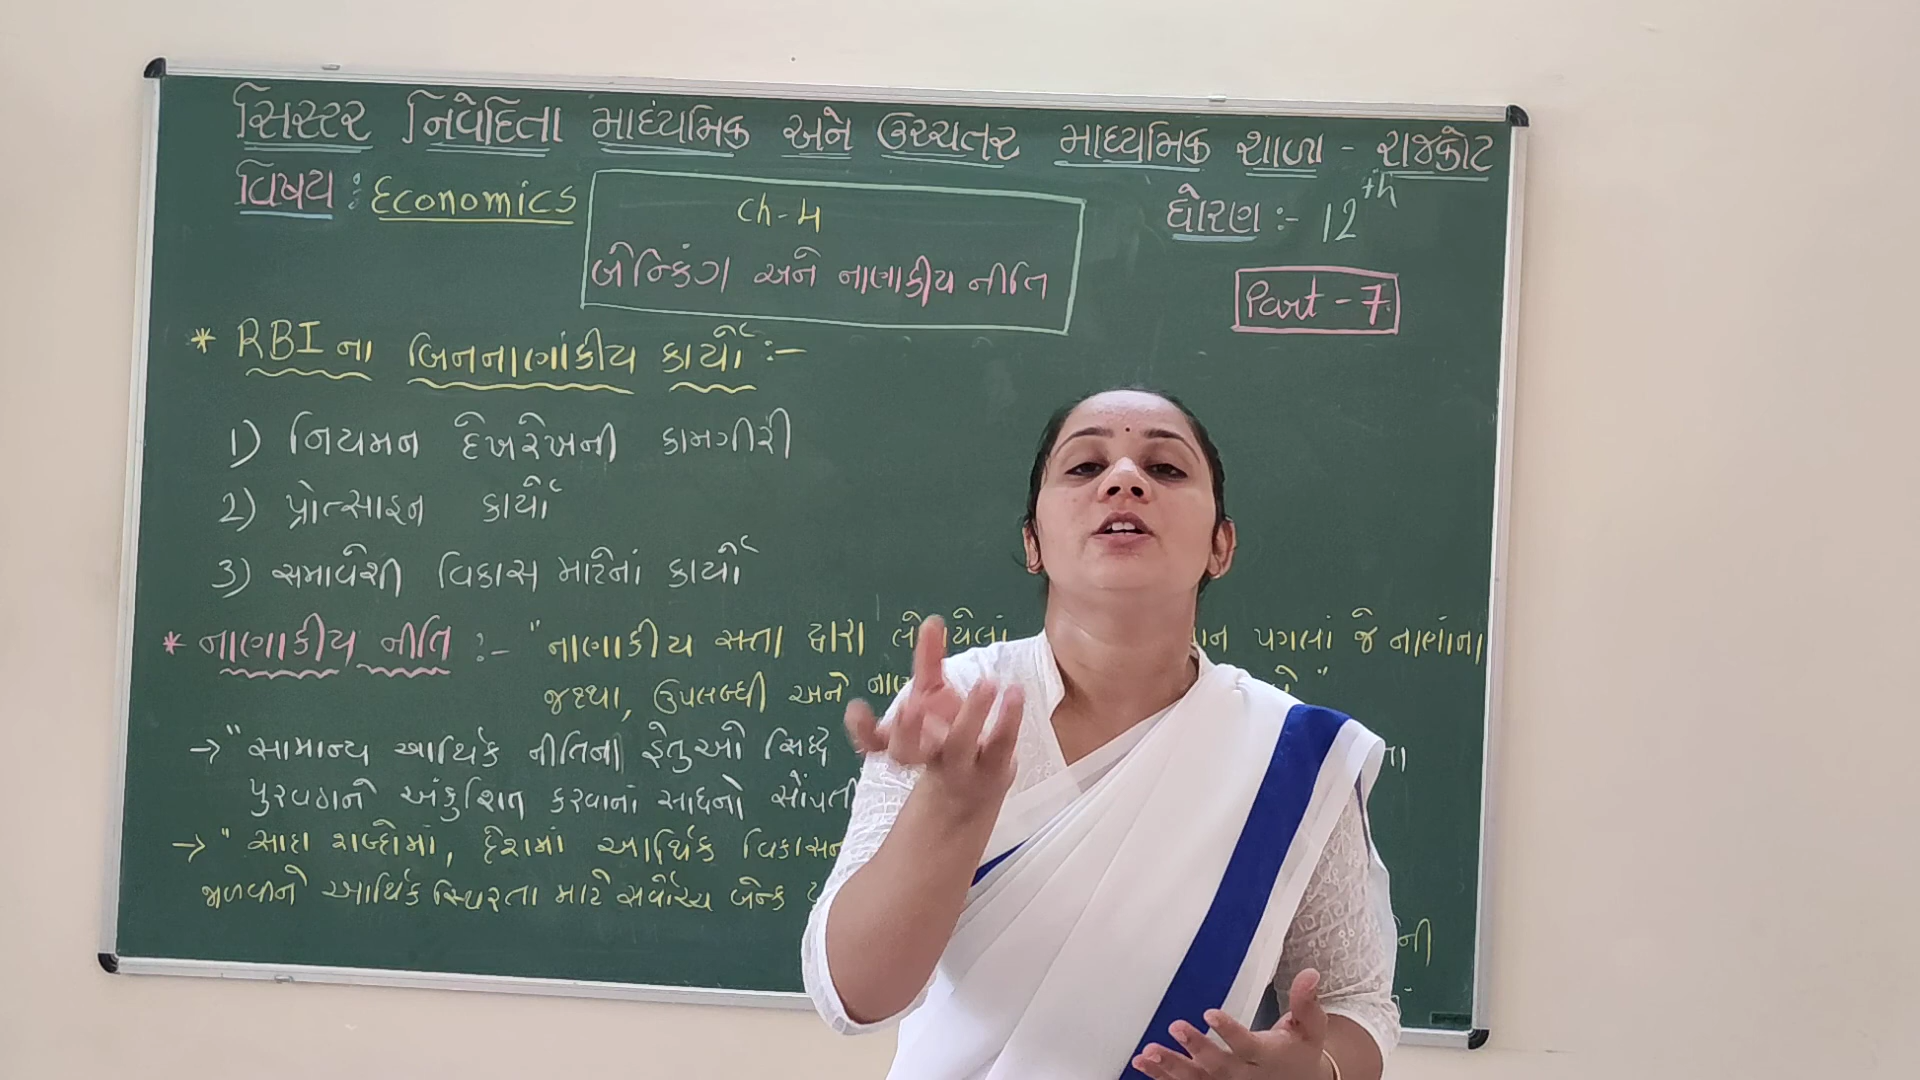 સિસ્ટર નિવેદિતા માધ્યમિક અને ઉચ્ચતર માધ્યમિક શાળા - રાજકોટ
વિષય : Economics
Ch - 4
બેન્કિંગ અને નાણાકીય નીતિ
ધોરણ :- 12th
Part - 7
* RBI ના બિનનાણાંકીય કાર્યો :-
1) નિયમન દેખરેખની કામગીરી
2) પ્રોત્સાહન કાર્યો
3) સમાવેશી વિકાસ માટેનાં કાર્યો
* નાણાકીય નીતિ :- "નાણાકીય સત્તા દ્વારા પગલાં જે નાણાંના
જથ્થા, ઉપલબ્ધી અને
→ "સામાન્ય આર્થિક નીતિના હેતુઓ સિદ્ધ
પુરવઠાને અંકુશિત કરવાનાં સાધનો સોંપતી
→ "સાદા શબ્દોમાં, દેશમાં આર્થિક
જાળવીને આર્થિક સ્થિરતા માટે સર્વોચ્ચ બેન્ક